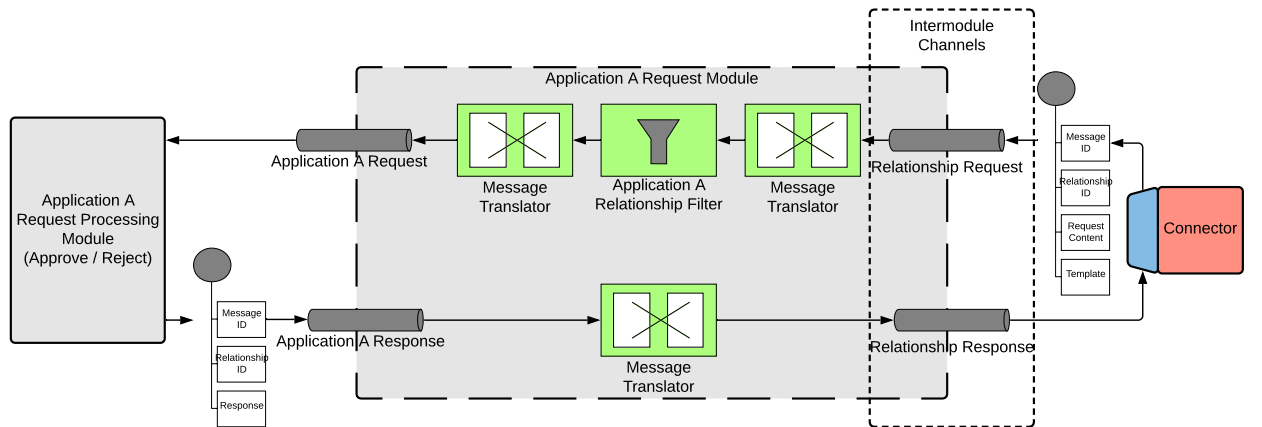 Intermodule
Channels
Application A Request Module
Application A Request
Message
Translator
Application A
Relationship Filter
Message
Translator
Relationship Request
Message
ID
Relationship
ID
Request
Content
Template
Connector
Application A
Request Processing
Module
(Approve / Reject)
Message
ID
Relationship
ID
Response
Application A Response
Message
Translator
Relationship Response